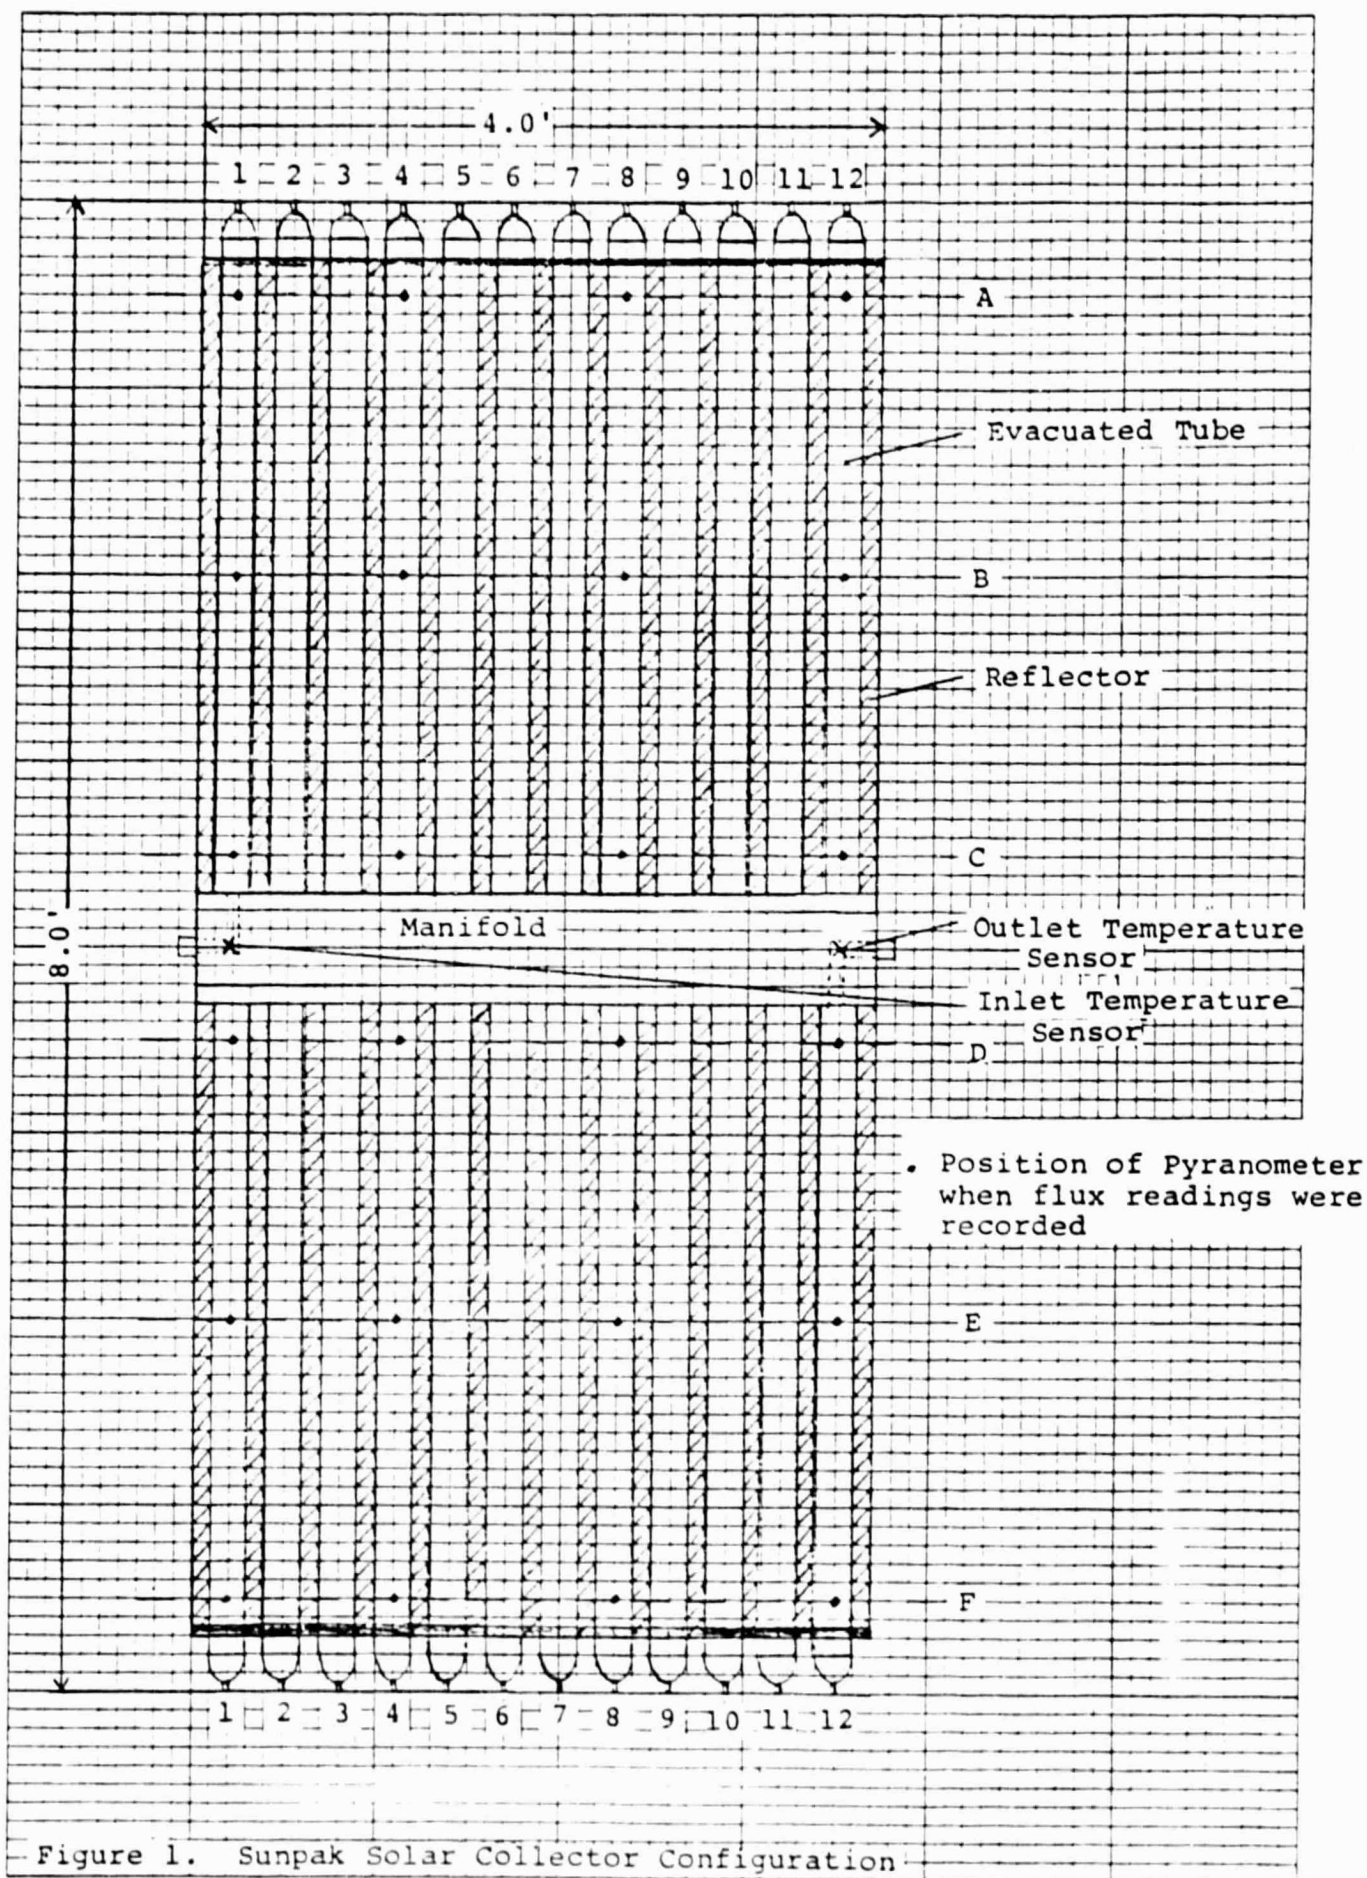 4.0'
1 2 3 4 5 6 7 8 9 10 11 12
A
Evacuated Tube
B
Reflector
C
Manifold
Outlet Temperature
Sensor
8.0'
Inlet Temperature
Sensor
D
. Position of Pyranometer
when flux readings were
recorded
E
F
1 2 3 4 5 6 7 8 9 10 11 12
Figure 1. Sunpak Solar Collector Configuration